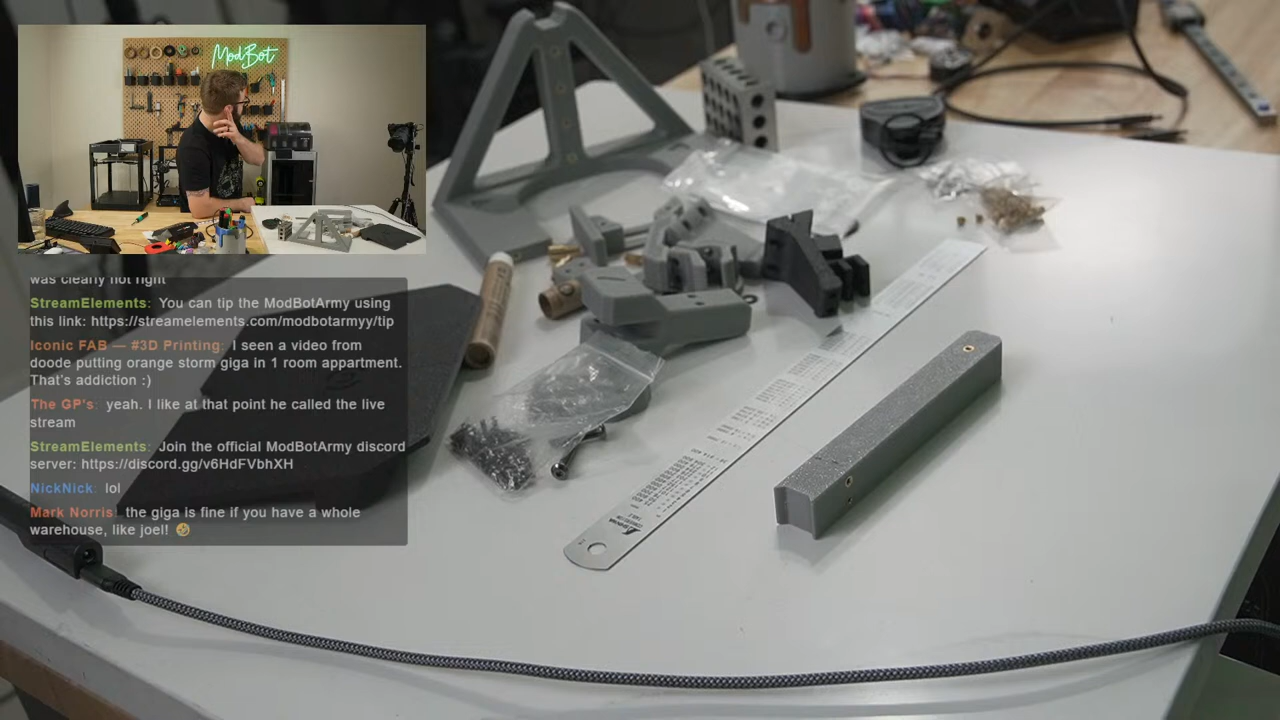 ModBot
was clearly not right
StreamElements: You can tip the ModBotArmy using
this link: https://streamelements.com/modbotarmyy/tip
Iconic FAB — #3D Printing: I seen a video from
doode putting orange storm giga in 1 room appartment.
That's addiction :)
The GP's: yeah. I like at that point he called the live
stream
StreamElements: Join the official ModBotArmy discord
server: https://discord.gg/v6HdFVbhXH
NickNick: lol
Mark Norris: the giga is fine if you have a whole
warehouse, like joel! 🤣